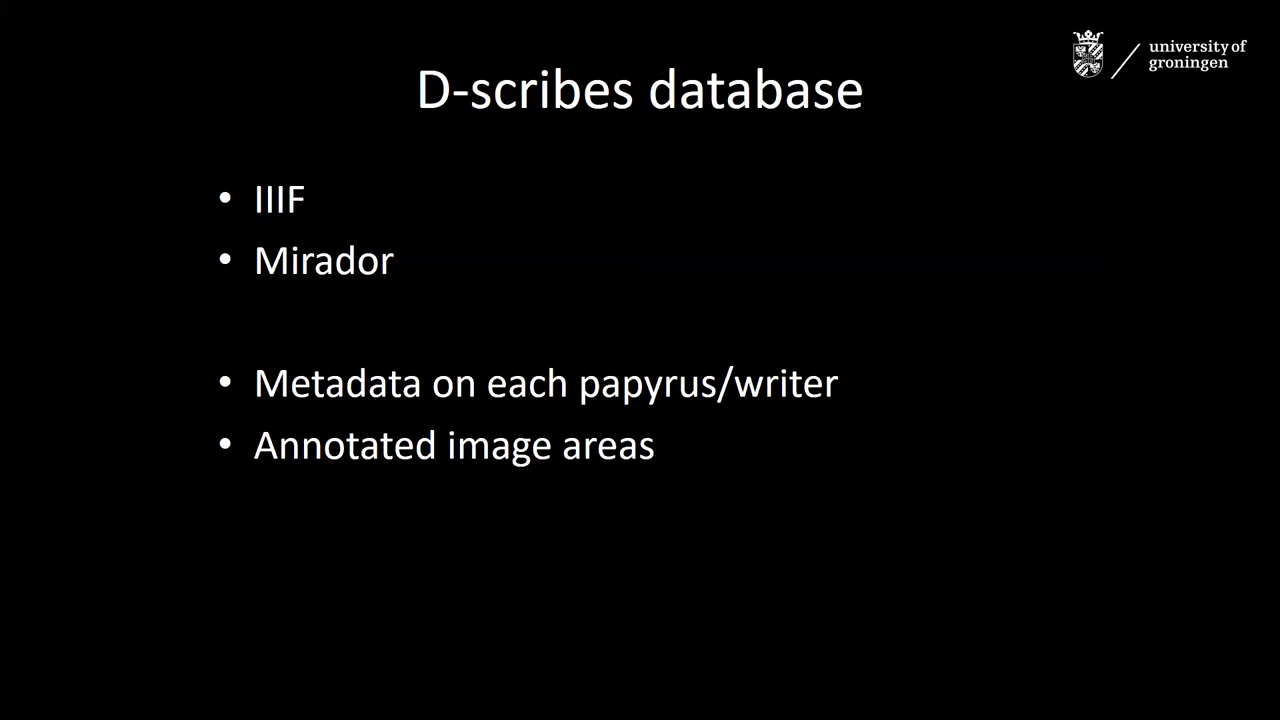 university of
groningen
D-scribes database
• IIIF
• Mirador
• Metadata on each papyrus/writer
• Annotated image areas